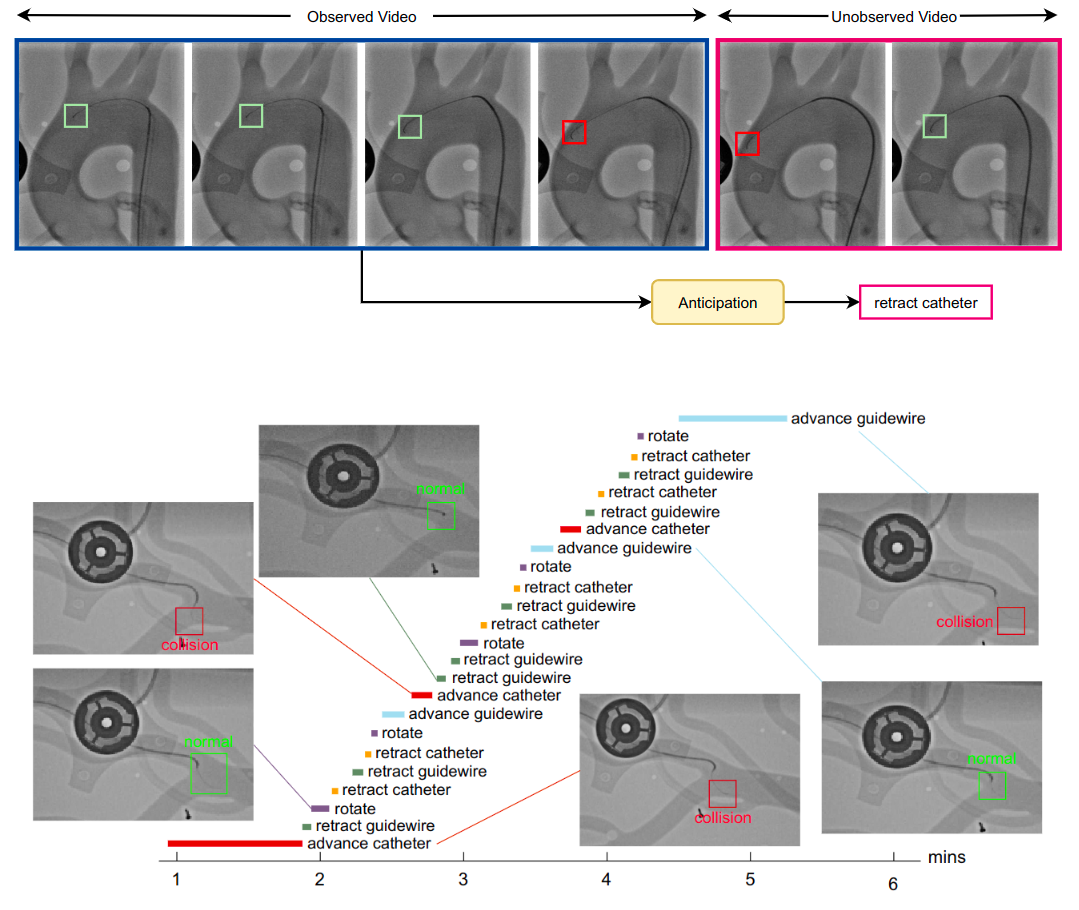 Observed Video
Unobserved Video
Anticipation
retract catheter
advance guidewire
rotate
retract catheter
retract guidewire
normal
retract catheter
retract guidewire
advance catheter
advance guidewire
rotate
retract catheter
retract guidewire
collision
retract catheter
rotate
collision
retract guidewire
retract guidewire
advance catheter
advance guidewire
rotate
normal
retract catheter
normal
retract guidewire
retract catheter
rotate
collision
retract guidewire
advance catheter
mins
1 2 3 4 5 6